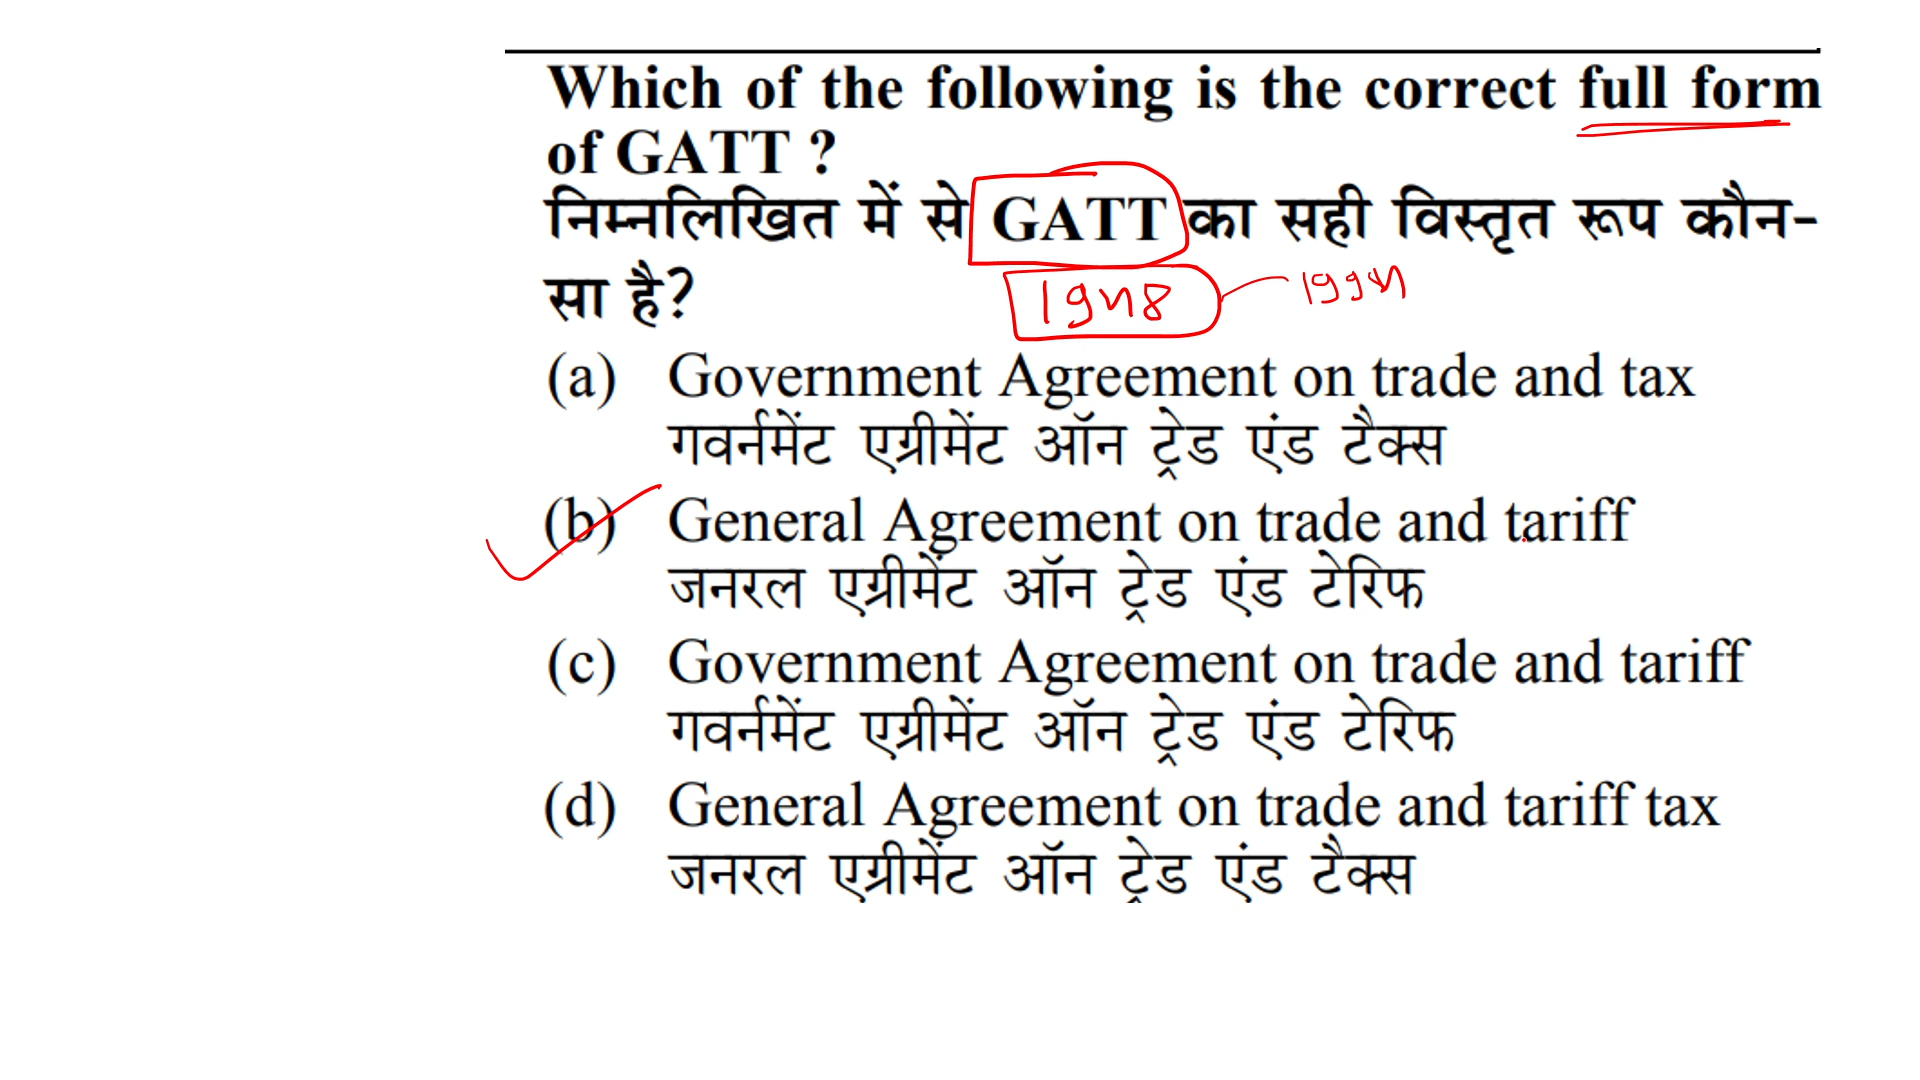 Which of the following is the correct full form
of GATT ?
निम्नलिखित में से GATT का सही विस्तृत रूप कौन-
सा है?
1948 1994
(a) Government Agreement on trade and tax
गवर्नमेंट एग्रीमेंट ऑन ट्रेड एंड टैक्स
(b) General Agreement on trade and tariff
जनरल एग्रीमेंट ऑन ट्रेड एंड टेरिफ
(c) Government Agreement on trade and tariff
गवर्नमेंट एग्रीमेंट ऑन ट्रेड एंड टेरिफ
(d) General Agreement on trade and tariff tax
जनरल एग्रीमेंट ऑन ट्रेड एंड टैक्स